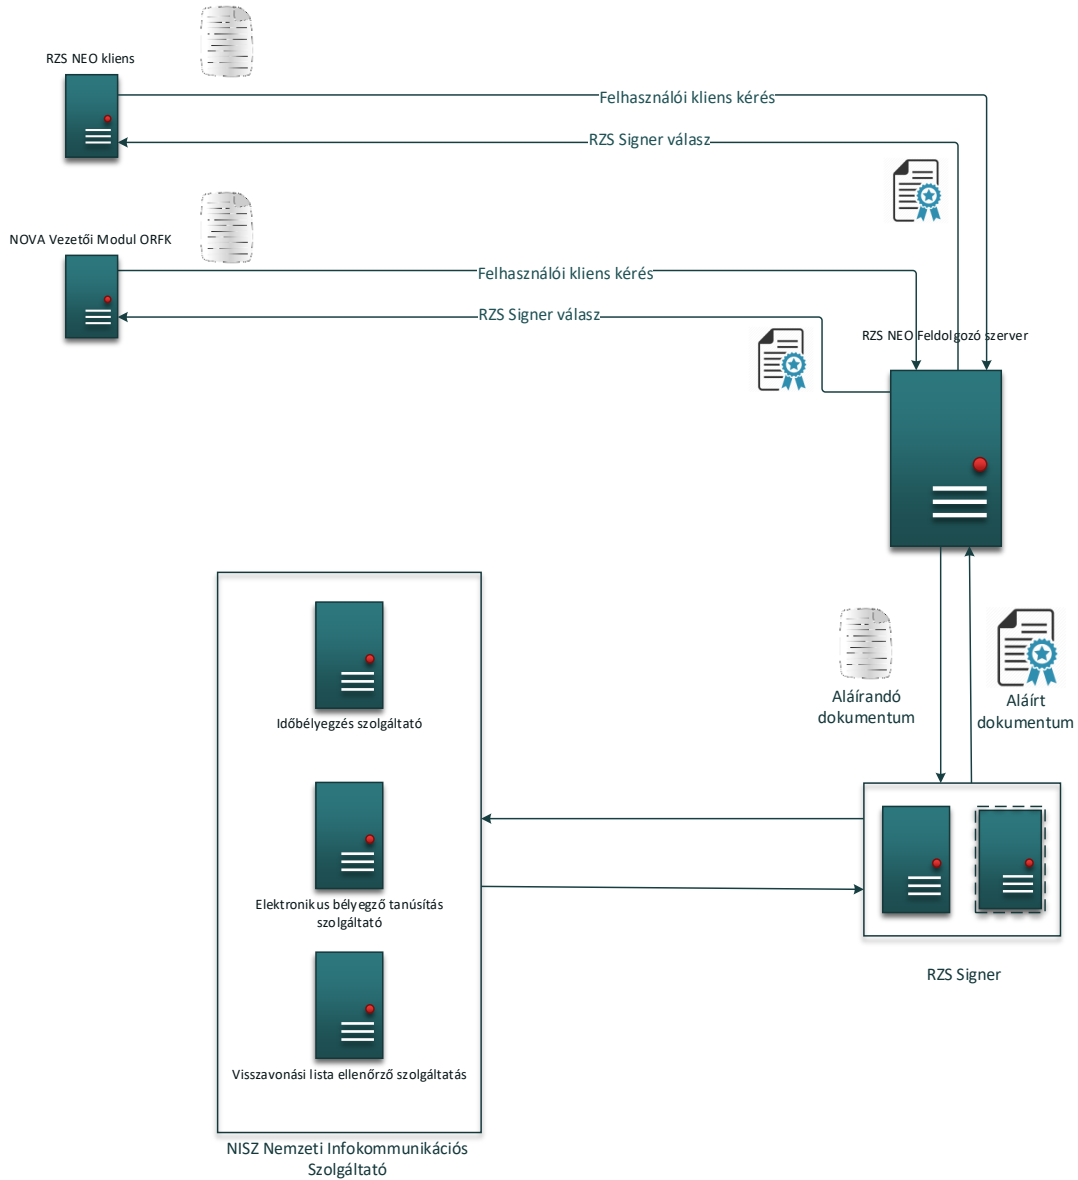 RZS NEO kliens
Felhasználói kliens kérés
RZS Signer válasz
NOVA Vezetői Modul ORFK
Felhasználói kliens kérés
RZS Signer válasz
RZS NEO Feldolgozó szerver
Aláírandó
dokumentum
Aláírt
dokumentum
Időbélyegzés szolgáltató
Elektronikus bélyegző tanúsítás
szolgáltató
RZS Signer
Visszavonási lista ellenőrző szolgáltatás
NISZ Nemzeti Infokommunikációs
Szolgáltató